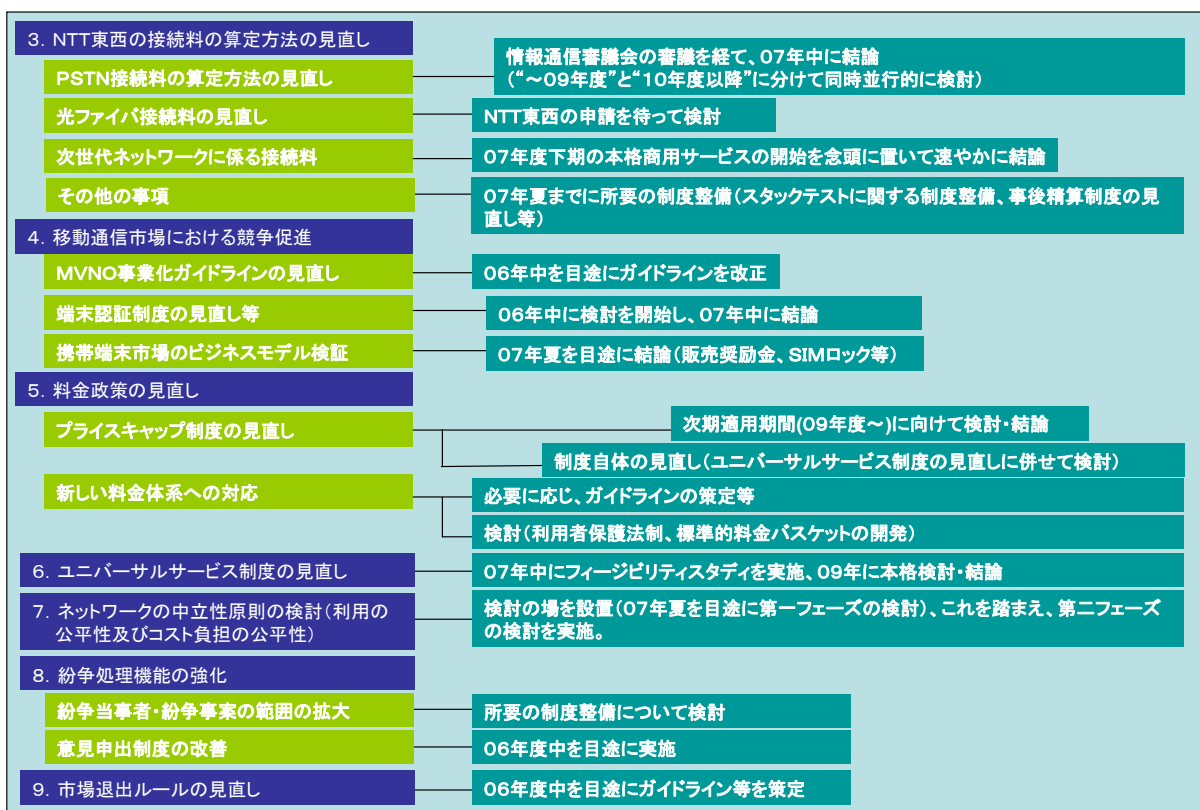 3．NTT東西の接続料の算定方法の見直し
PSTN接続料の算定方法の見直し
情報通信審議会の審議を経て、07年中に結論
（“～09年度”と“10年度以降”に分けて同時並行的に検討）
光ファイバ接続料の見直し
NTT東西の申請を待って検討
次世代ネットワークに係る接続料
07年度下期の本格商用サービスの開始を念頭に置いて速やかに結論
その他の事項
07年夏までに所要の制度整備（スタックテストに関する制度整備、事後精算制度の見
直し等）
4．移動通信市場における競争促進
MVNO事業化ガイドラインの見直し
06年中を目途にガイドラインを改正
端末認証制度の見直し等
06年中に検討を開始し、07年中に結論
携帯端末市場のビジネスモデル検証
07年夏を目途に結論（販売奨励金、SIMロック等）
5．料金政策の見直し
プライスキャップ制度の見直し
次期適用期間(09年度～)に向けて検討・結論
制度自体の見直し（ユニバーサルサービス制度の見直しに併せて検討）
新しい料金体系への対応
必要に応じ、ガイドラインの策定等
検討（利用者保護法制、標準的料金バスケットの開発）
6．ユニバーサルサービス制度の見直し
07年中にフィージビリティスタディを実施、09年に本格検討・結論
7．ネットワークの中立性原則の検討（利用の
公平性及びコスト負担の公平性）
検討の場を設置（07年夏を目途に第一フェーズの検討）、これを踏まえ、第二フェーズ
の検討を実施。
8．紛争処理機能の強化
紛争当事者・紛争事案の範囲の拡大
所要の制度整備について検討
意見申出制度の改善
06年度中を目途に実施
9．市場退出ルールの見直し
06年度中を目途にガイドライン等を策定